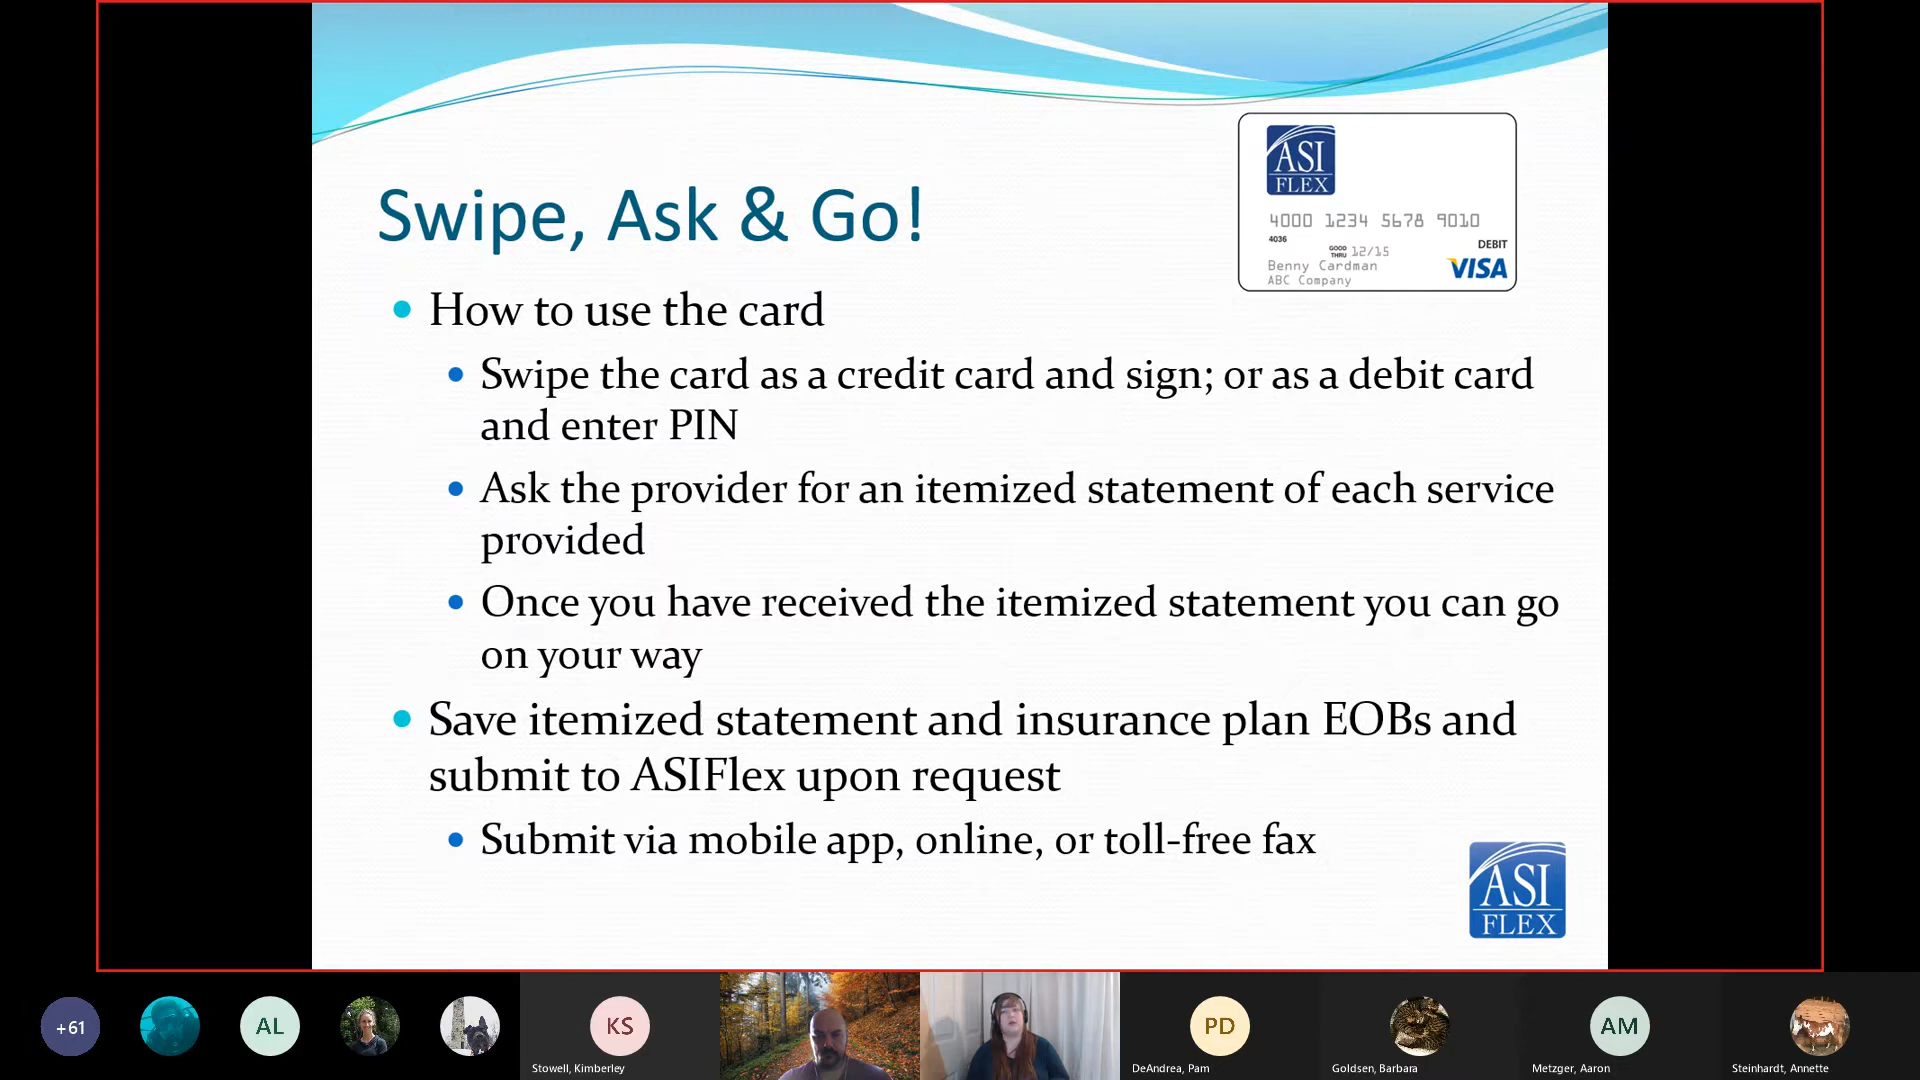 ASI
FLEX
4000 1234 5678 9010
4036
DEBIT
GOOD
THRU 12/15
Benny Cardman
VISA
ABC Company
Swipe, Ask & Go!
How to use the card
Swipe the card as a credit card and sign; or as a debit card
and enter PIN
Ask the provider for an itemized statement of each service
provided
Once you have received the itemized statement you can go
on your way
Save itemized statement and insurance plan EOBs and
submit to ASIFlex upon request
Submit via mobile app, online, or toll-free fax
ASI
FLEX
+61
AL
KS
PD
AM
Stowell, Kimberley
DeAndrea, Pam
Goldsen, Barbara
Metzger, Aaron
Steinhardt, Annette